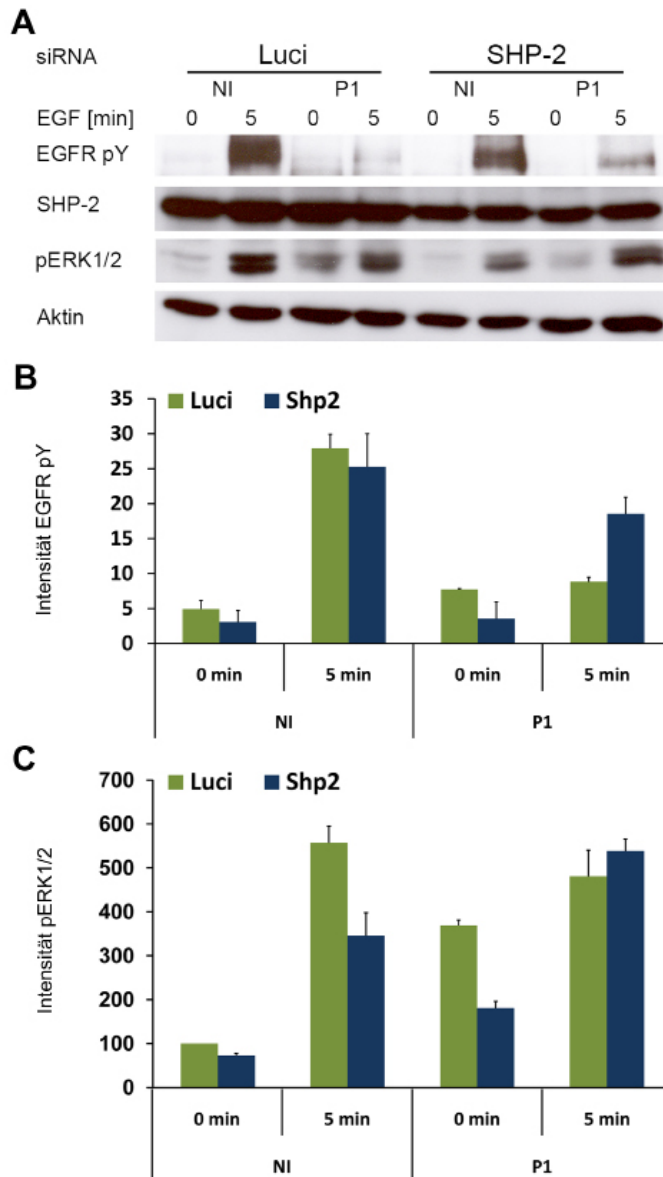 A
siRNA Luci SHP-2
NI P1 NI P1
EGF [min] 0 5 0 5 0 5 0 5
EGFR pY
SHP-2
pERK1/2
Aktin
B
Luci Shp2
Intensität EGFR pY
35
30
25
20
15
10
5
0
0 min 5 min 0 min 5 min
NI P1
C
Luci Shp2
Intensität pERK1/2
700
600
500
400
300
200
100
0
0 min 5 min 0 min 5 min
NI P1